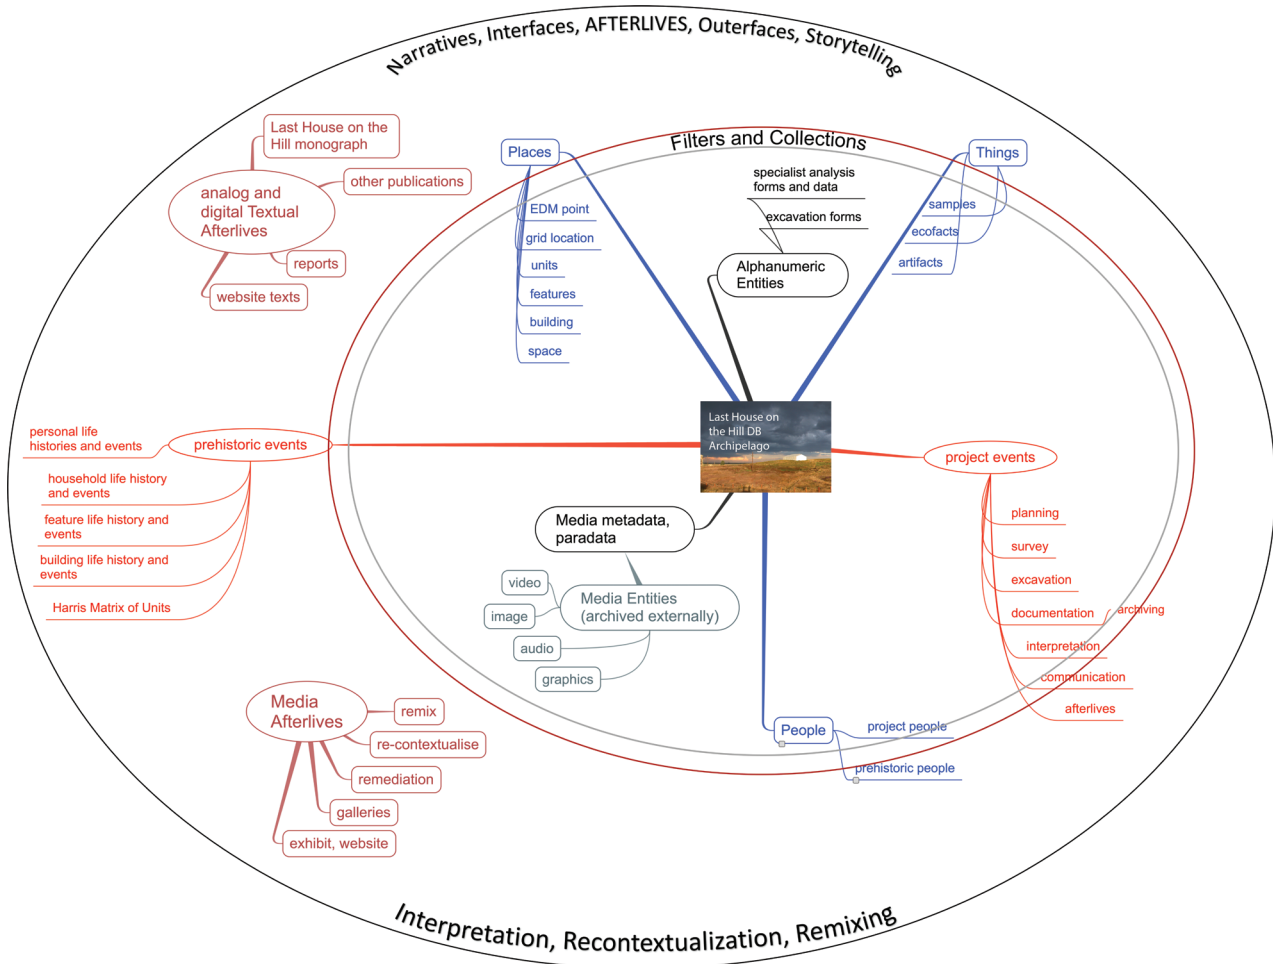 Narratives, Interfaces, AFTERLIVES, Outerfaces, Storytelling
Last House on the
Hill monograph
other publications
analog and
digital Textual
Afterlives
reports
website texts
Filters and Collections
Places
EDM point
grid location
units
features
building
space
specialist analysis
forms and data
excavation forms
Alphanumeric
Entities
Things
samples
ecofacts
artifacts
Last House on
the Hill DB
Archipelago
personal life
histories and events
prehistoric events
household life history
and events
feature life history and
events
building life history and
events
Harris Matrix of Units
project events
planning
survey
excavation
documentation
archiving
interpretation
communication
afterlives
Media metadata,
paradata
Media Entities
(archived externally)
video
image
audio
graphics
People
project people
prehistoric people
Media
Afterlives
remix
re-contextualise
remediation
galleries
exhibit, website
Interpretation, Recontextualization, Remixing